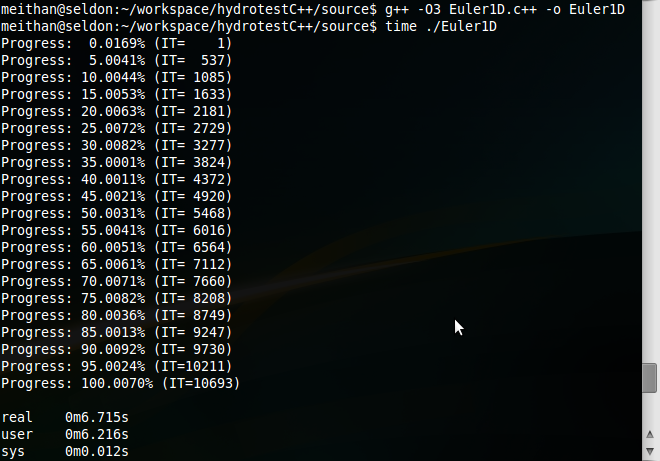 meithan@seldon:~/workspace/hydrotestC++/source$ g++ -O3 Euler1D.c++ -o Euler1D
meithan@seldon:~/workspace/hydrotestC++/source$ time ./Euler1D
Progress:  0.0169% (IT=    1)
Progress:  5.0041% (IT=  537)
Progress: 10.0044% (IT= 1085)
Progress: 15.0053% (IT= 1633)
Progress: 20.0063% (IT= 2181)
Progress: 25.0072% (IT= 2729)
Progress: 30.0082% (IT= 3277)
Progress: 35.0001% (IT= 3824)
Progress: 40.0011% (IT= 4372)
Progress: 45.0021% (IT= 4920)
Progress: 50.0031% (IT= 5468)
Progress: 55.0041% (IT= 6016)
Progress: 60.0051% (IT= 6564)
Progress: 65.0061% (IT= 7112)
Progress: 70.0071% (IT= 7660)
Progress: 75.0082% (IT= 8208)
Progress: 80.0036% (IT= 8749)
Progress: 85.0013% (IT= 9247)
Progress: 90.0092% (IT= 9730)
Progress: 95.0024% (IT=10211)
Progress: 100.0070% (IT=10693)
real    0m6.715s
user    0m6.216s
sys     0m0.012s